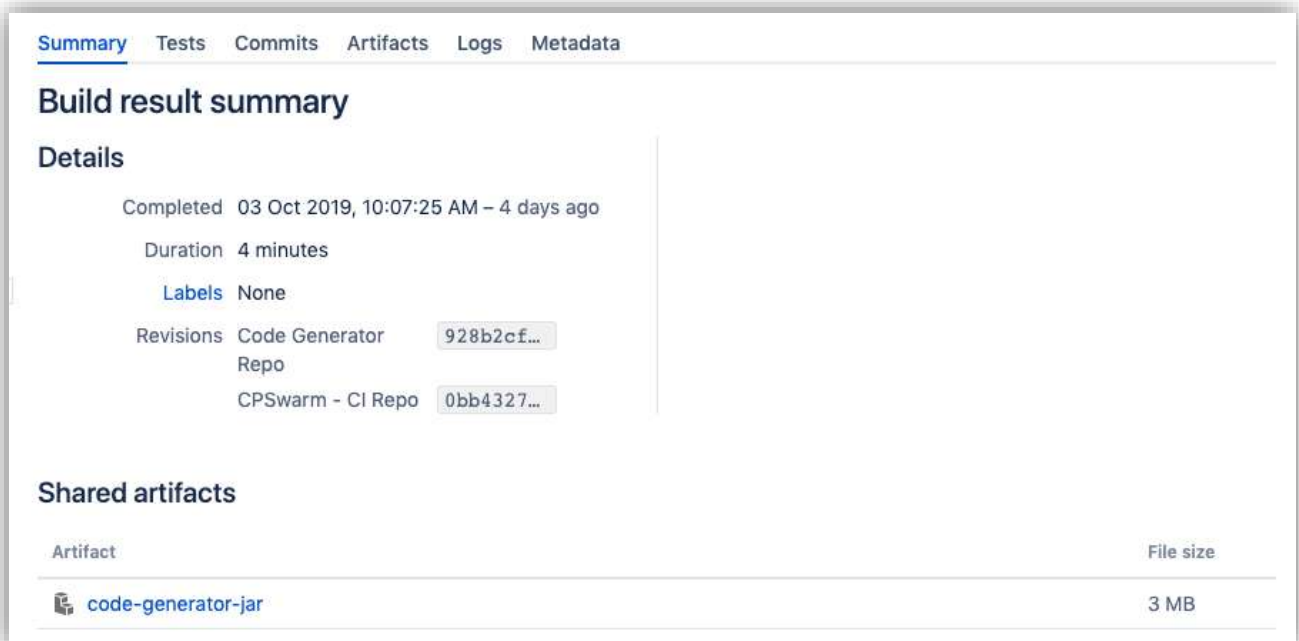 Summary Tests Commits Artifacts Logs Metadata
Build result summary
Details
Completed 03 Oct 2019, 10:07:25 AM – 4 days ago
Duration 4 minutes
Labels None
Revisions Code Generator 928b2cf…
Repo
CPSwarm - CI Repo 0bb4327…
Shared artifacts
Artifact File size
code-generator-jar 3 MB